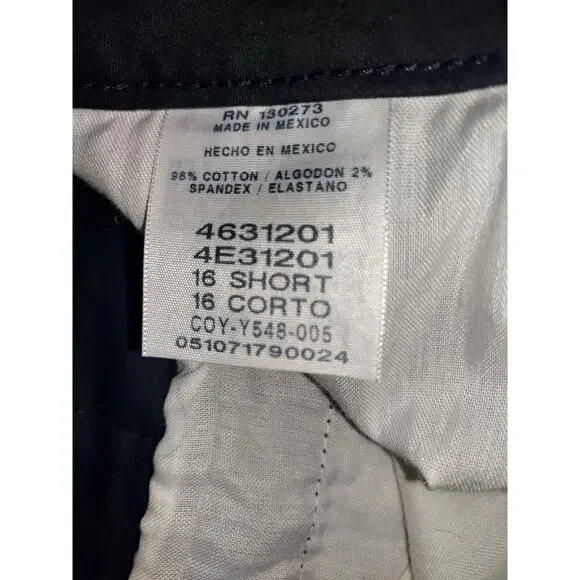 RN 130273
MADE IN MEXICO
HECHO EN MEXICO
98% COTTON / ALGODON 2%
SPANDEX / ELASTANO
4631201
4E31201
16 SHORT
16 CORTO
COY-Y548-005
051071790024